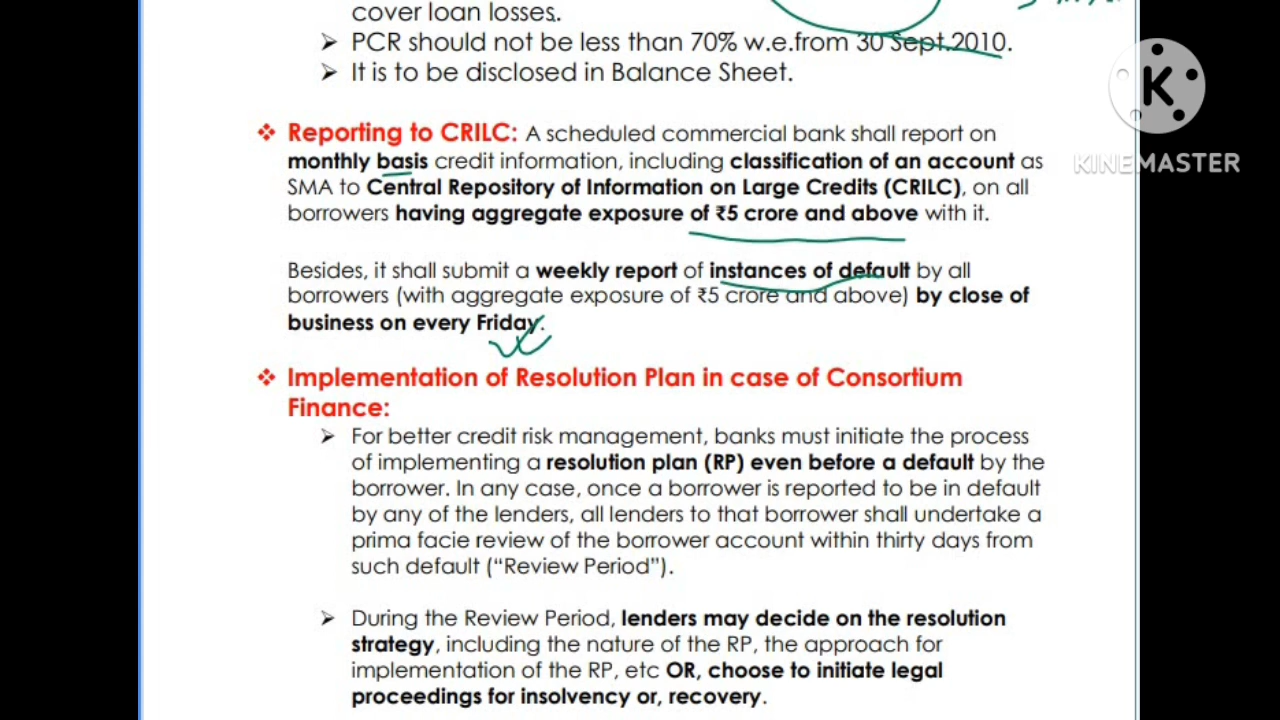 cover loan losses.
➢ PCR should not be less than 70% w.e.from 30 Sept.2010.
➢ It is to be disclosed in Balance Sheet.
K
KINEMASTER
❖ Reporting to CRILC: A scheduled commercial bank shall report on
monthly basis credit information, including classification of an account as
SMA to Central Repository of Information on Large Credits (CRILC), on all
borrowers having aggregate exposure of ₹5 crore and above with it.
Besides, it shall submit a weekly report of instances of default by all
borrowers (with aggregate exposure of ₹5 crore and above) by close of
business on every Friday.
❖ Implementation of Resolution Plan in case of Consortium
Finance:
➢ For better credit risk management, banks must initiate the process
of implementing a resolution plan (RP) even before a default by the
borrower. In any case, once a borrower is reported to be in default
by any of the lenders, all lenders to that borrower shall undertake a
prima facie review of the borrower account within thirty days from
such default (“Review Period”).
➢ During the Review Period, lenders may decide on the resolution
strategy, including the nature of the RP, the approach for
implementation of the RP, etc OR, choose to initiate legal
proceedings for insolvency or, recovery.